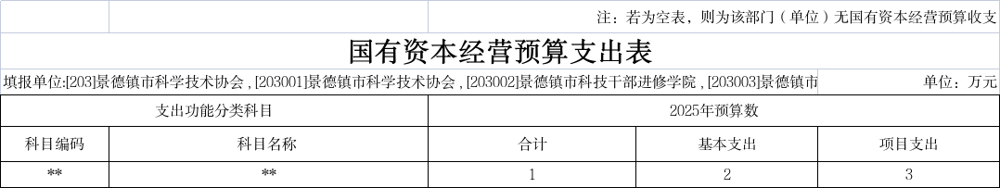 注：若为空表，则为该部门（单位）无国有资本经营预算收支
国有资本经营预算支出表
填报单位:[203]景德镇市科学技术协会 , [203001]景德镇市科学技术协会 , [203002]景德镇市科技干部进修学院 , [203003]景德镇市 单位：万元
支出功能分类科目 2025年预算数
科目编码 科目名称 合计 基本支出 项目支出
** ** 1 2 3